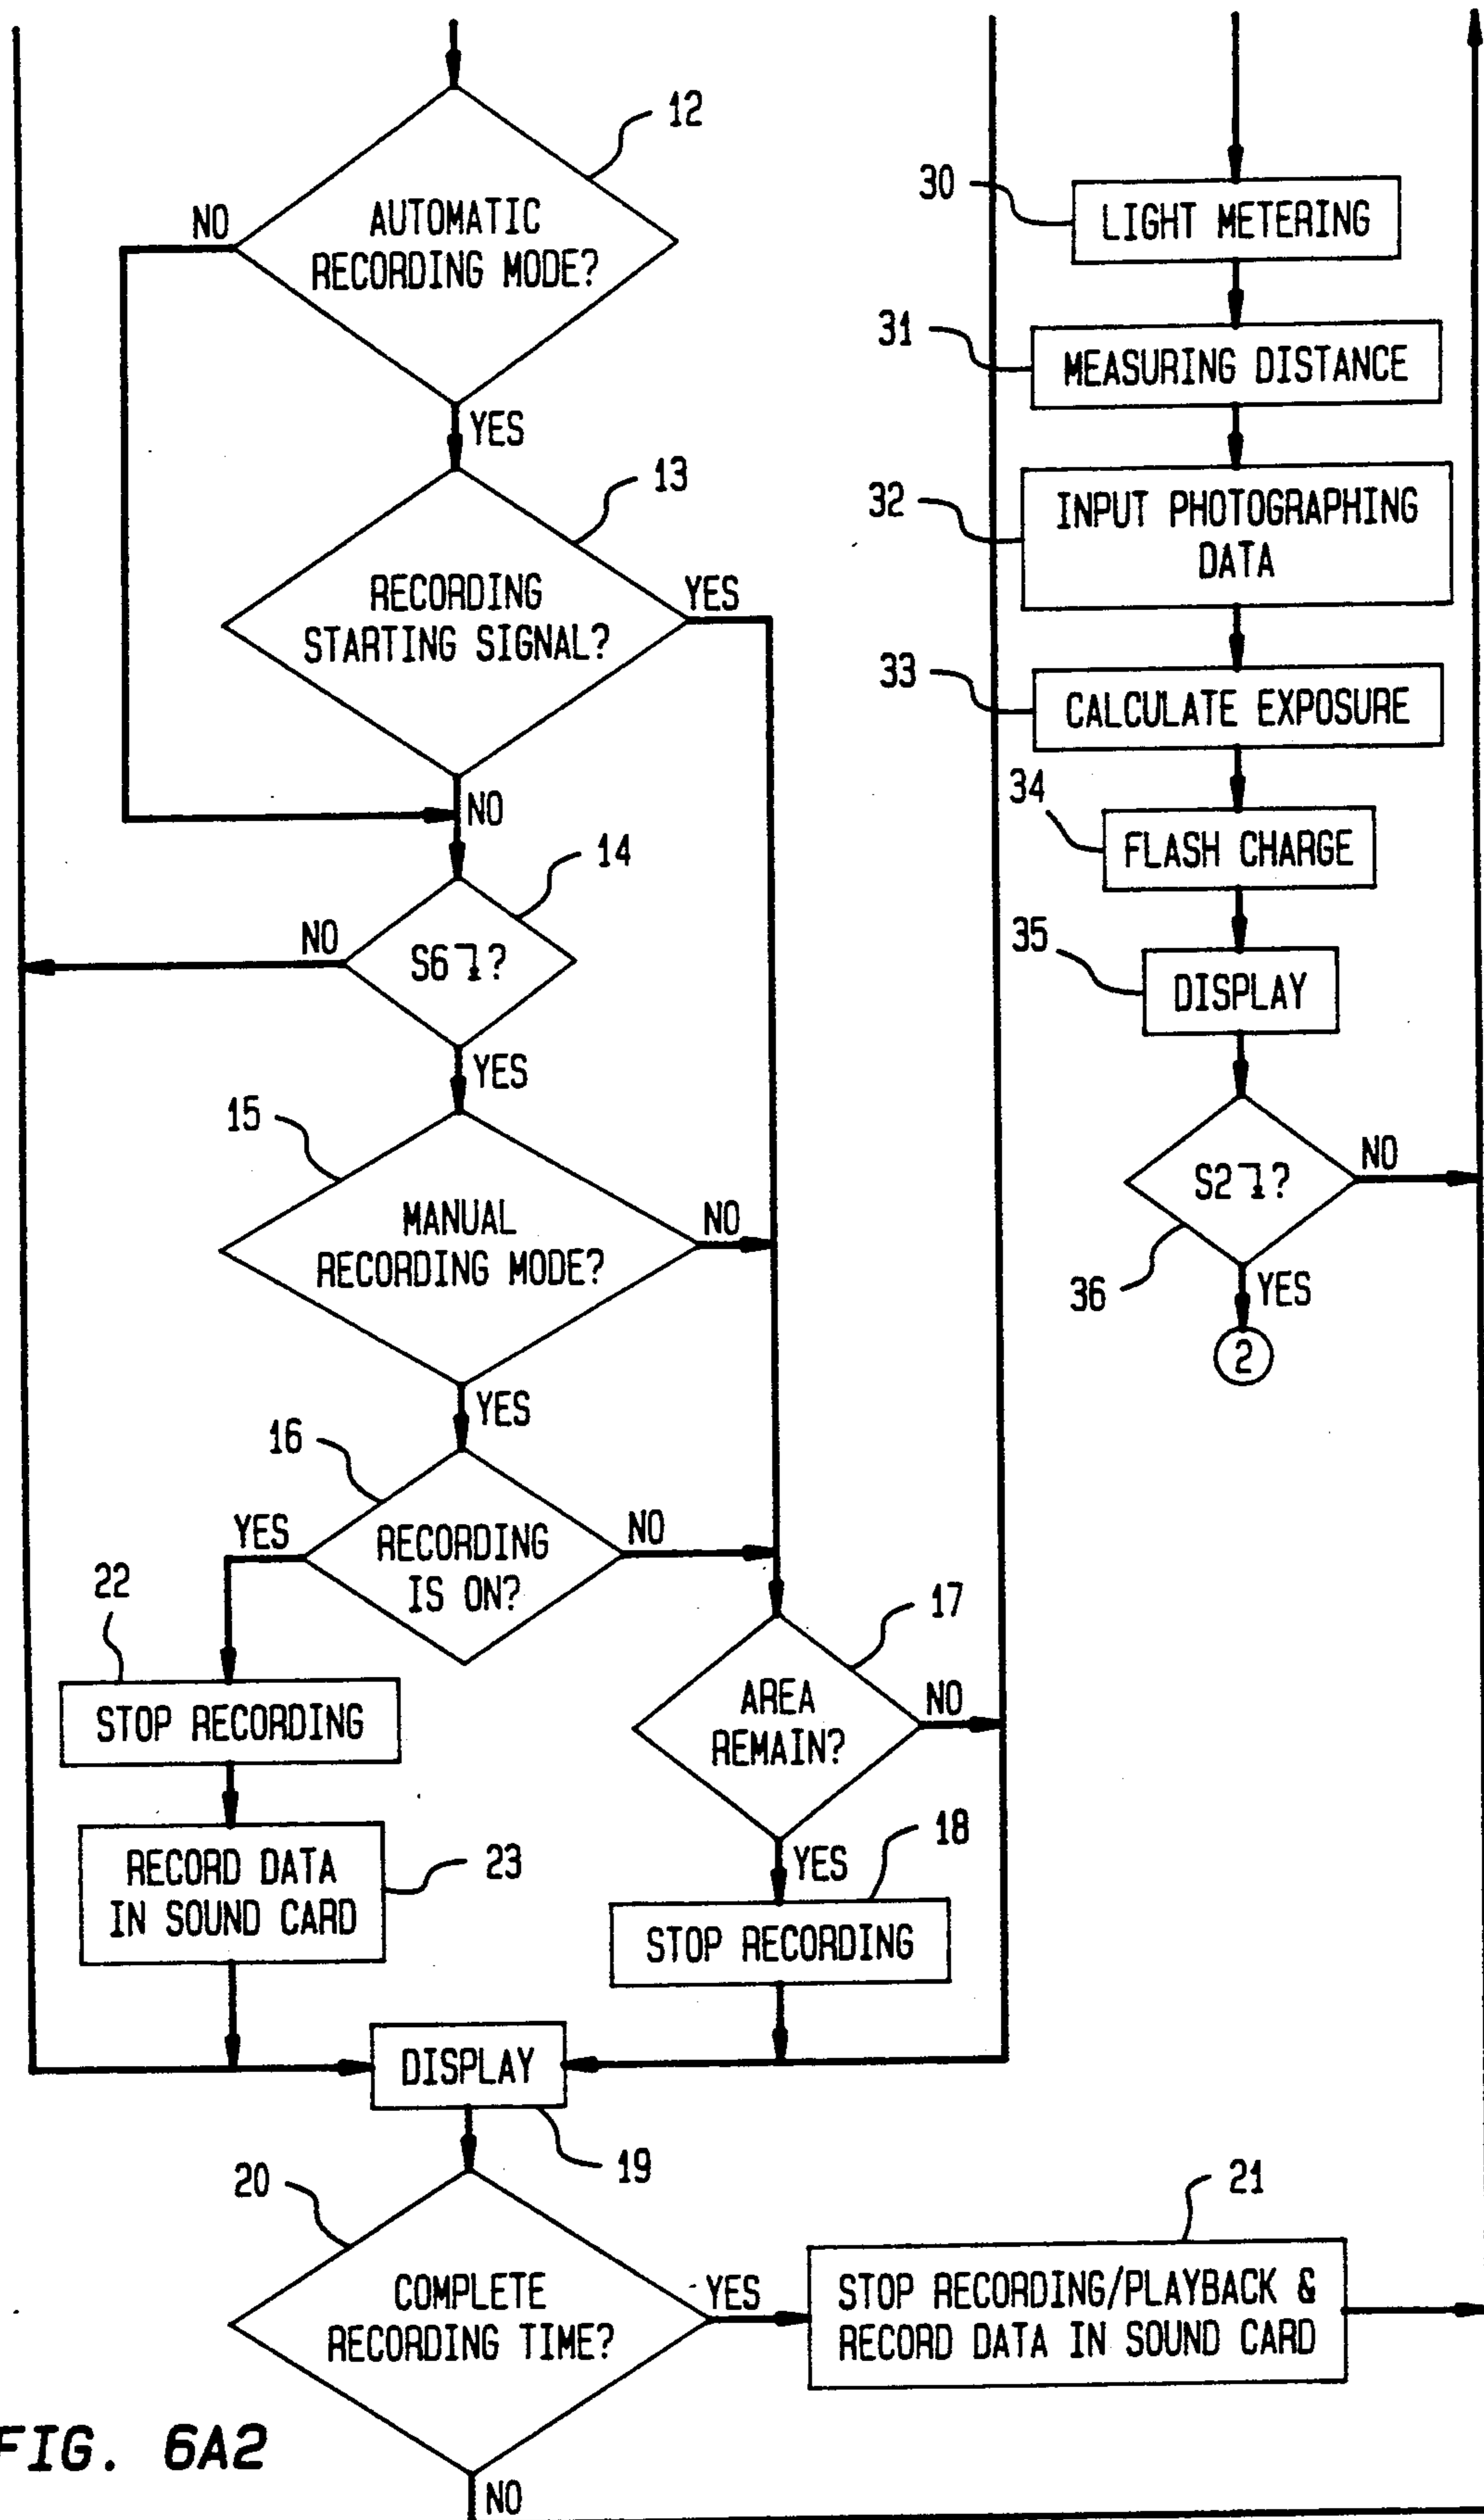 12
AUTOMATIC
RECORDING MODE?
NO
YES
13
RECORDING
STARTING SIGNAL?
YES
NO
14
S6 ?
NO
YES
15
MANUAL
RECORDING MODE?
NO
YES
16
RECORDING
IS ON?
YES
NO
22
STOP RECORDING
23
RECORD DATA
IN SOUND CARD
17
AREA
REMAIN?
NO
YES
18
STOP RECORDING
DISPLAY
19
20
COMPLETE
RECORDING TIME?
YES
NO
21
STOP RECORDING/PLAYBACK &
RECORD DATA IN SOUND CARD
30
LIGHT METERING
31
MEASURING DISTANCE
32
INPUT PHOTOGRAPHING
DATA
33
CALCULATE EXPOSURE
34
FLASH CHARGE
35
DISPLAY
S2 ?
NO
36
YES
2
FIG. 6A2